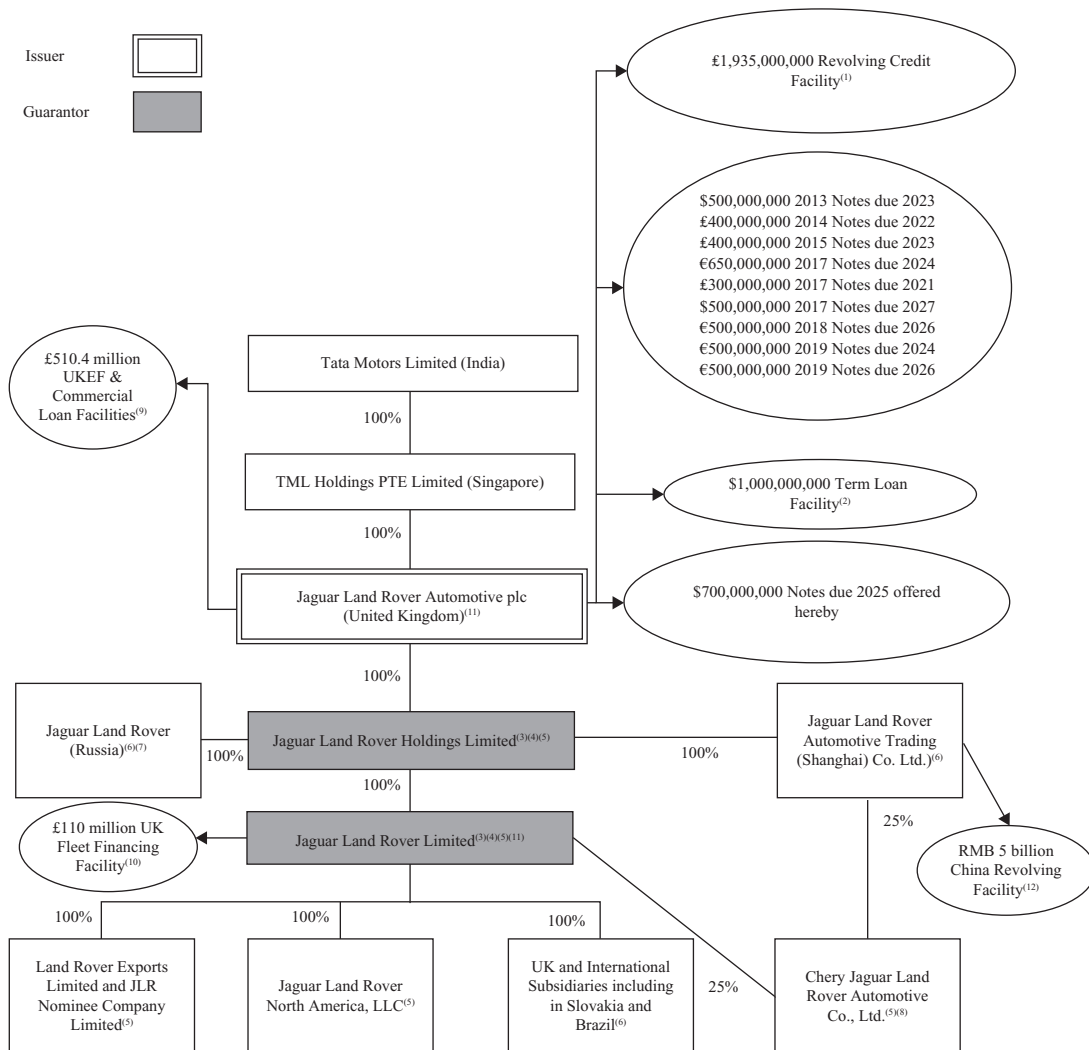 Issuer
Guarantor
£1,935,000,000 Revolving Credit
Facility(1)
$500,000,000 2013 Notes due 2023
£400,000,000 2014 Notes due 2022
£400,000,000 2015 Notes due 2023
€650,000,000 2017 Notes due 2024
£300,000,000 2017 Notes due 2021
$500,000,000 2017 Notes due 2027
€500,000,000 2018 Notes due 2026
€500,000,000 2019 Notes due 2024
€500,000,000 2019 Notes due 2026
£510.4 million
UKEF &
Commercial
Loan Facilities(9)
Tata Motors Limited (India)
100%
TML Holdings PTE Limited (Singapore)
100%
$1,000,000,000 Term Loan
Facility(2)
Jaguar Land Rover Automotive plc
(United Kingdom)(11)
$700,000,000 Notes due 2025 offered
hereby
100%
Jaguar Land Rover
(Russia)(6)(7)
100%
Jaguar Land Rover Holdings Limited(3)(4)(5)
100%
Jaguar Land Rover
Automotive Trading
(Shanghai) Co. Ltd.)(6)
100%
£110 million UK
Fleet Financing
Facility(10)
Jaguar Land Rover Limited(3)(4)(5)(11)
25%
RMB 5 billion
China Revolving
Facility(12)
100%
100%
100%
Land Rover Exports
Limited and JLR
Nominee Company
Limited(5)
Jaguar Land Rover
North America, LLC(5)
UK and International
Subsidiaries including
in Slovakia and
Brazil(6)
25%
Chery Jaguar Land
Rover Automotive
Co., Ltd.(5)(8)